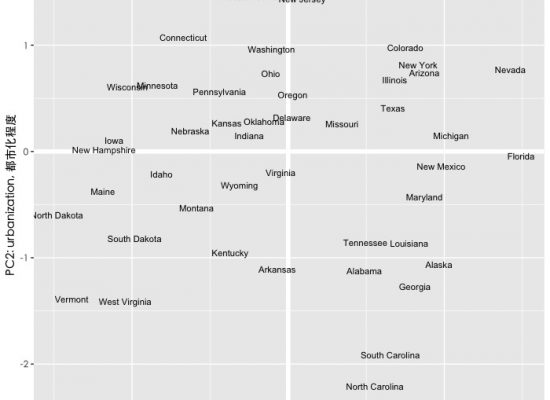 New Jersey
Connecticut
Colorado
1
Washington
New York
Arizona
Nevada
Ohio
Illinois
Wisconsin
Minnesota
Pennsylvania
Oregon
Texas
Delaware
Kansas
Oklahoma
Missouri
Nebraska
Indiana
Michigan
Iowa
New Hampshire
0
Florida
New Mexico
Idaho
Virginia
Wyoming
Maine
Maryland
Montana
North Dakota
South Dakota
Tennessee
Louisiana
Kentucky
-1
Arkansas
Alaska
Alabama
Georgia
Vermont
West Virginia
South Carolina
-2
North Carolina
PC2: urbanization, 都市化程度